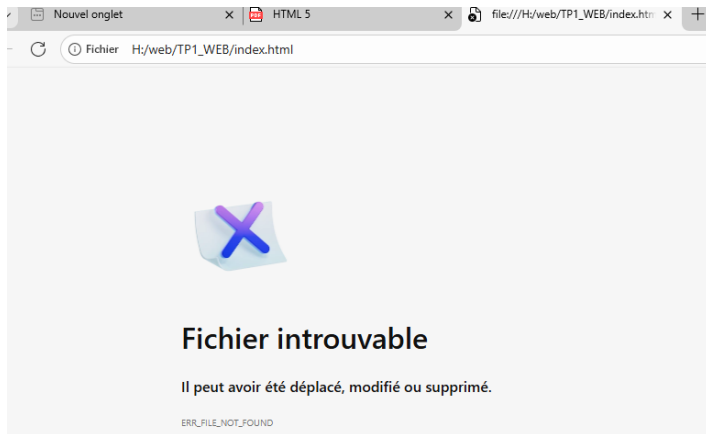 Nouvel onglet
PDF HTML 5
file:///H:/web/TP1_WEB/index.htm
Fichier H:/web/TP1_WEB/index.html
Fichier introuvable
Il peut avoir été déplacé, modifié ou supprimé.
ERR_FILE_NOT_FOUND